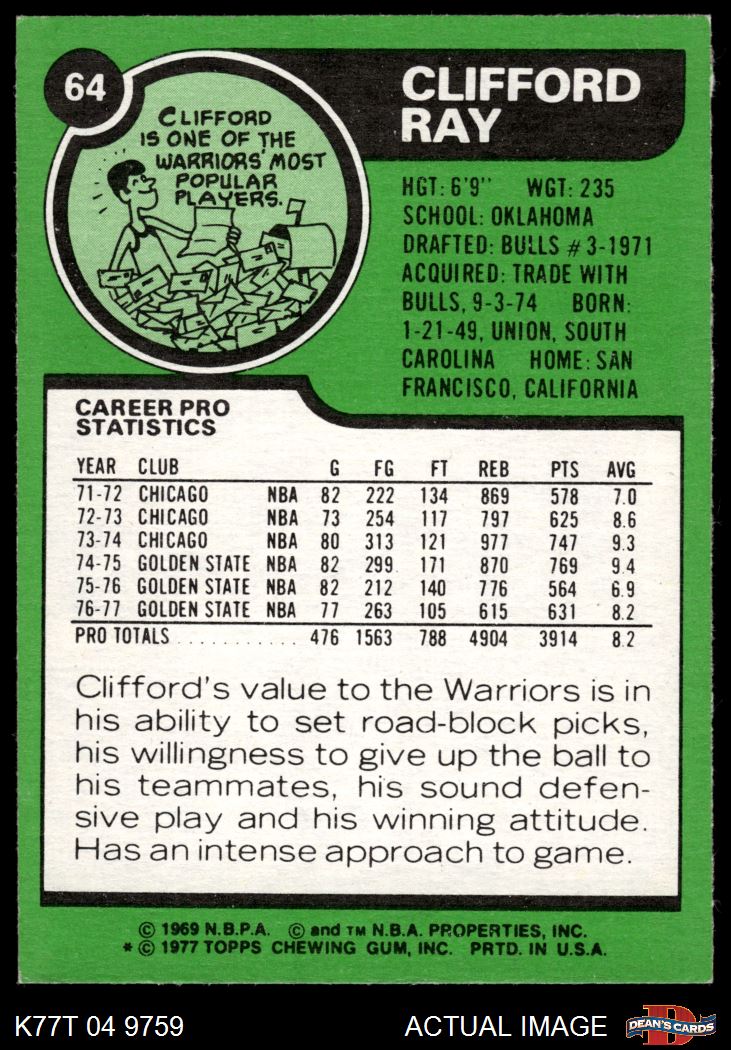 64
CLIFFORD
IS ONE OF THE
WARRIORS' MOST
POPULAR
PLAYERS.
CLIFFORD
RAY
HGT: 6'9" WGT: 235
SCHOOL: OKLAHOMA
DRAFTED: BULLS #3-1971
ACQUIRED: TRADE WITH
BULLS, 9-3-74 BORN:
1-21-49, UNION, SOUTH
CAROLINA HOME: SAN
FRANCISCO, CALIFORNIA
CAREER PRO
STATISTICS
YEAR CLUB G FG FT REB PTS AVG
71-72 CHICAGO NBA 82 222 134 869 578 7.0
72-73 CHICAGO NBA 73 254 117 797 625 8.6
73-74 CHICAGO NBA 80 313 121 977 747 9.3
74-75 GOLDEN STATE NBA 82 299 171 870 769 9.4
75-76 GOLDEN STATE NBA 82 212 140 776 564 6.9
76-77 GOLDEN STATE NBA 77 263 105 615 631 8.2
PRO TOTALS . . . . . . . . . . . 476 1563 788 4904 3914 8.2
Clifford's value to the Warriors is in
his ability to set road-block picks,
his willingness to give up the ball to
his teammates, his sound defen-
sive play and his winning attitude.
Has an intense approach to game.
© 1969 N.B.P.A. © and TM N.B.A. PROPERTIES, INC.
* © 1977 TOPPS CHEWING GUM, INC. PRTD. IN U.S.A.
K77T 04 9759 ACTUAL IMAGE
D
DEAN'S CARDS